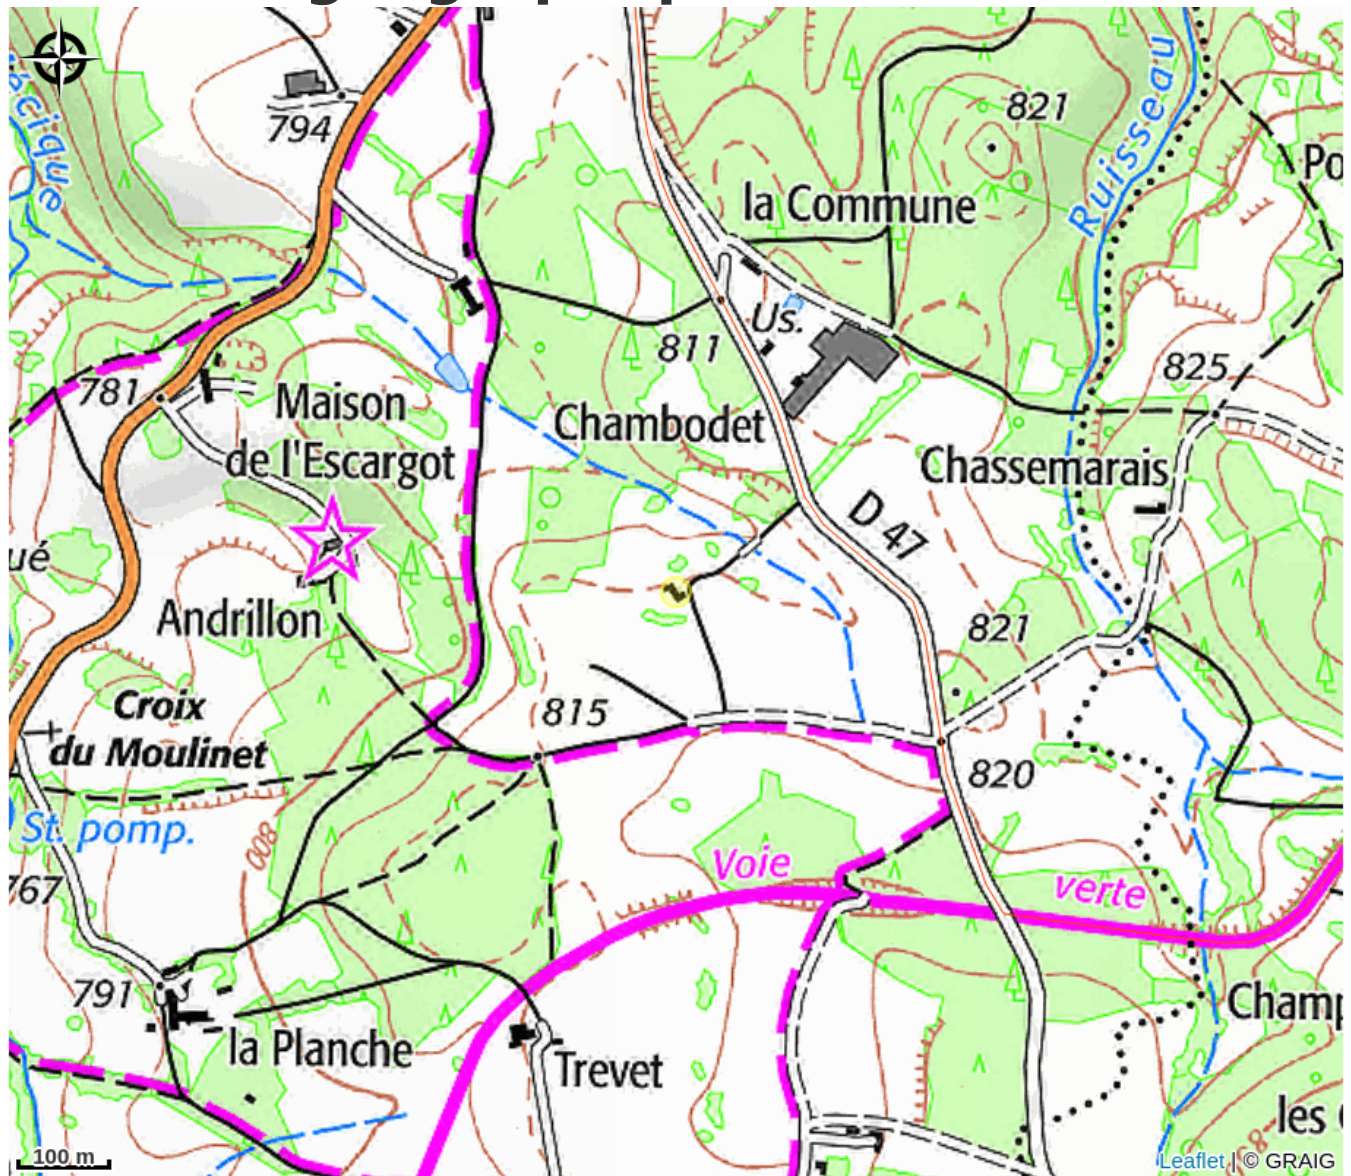 écique
794
821
Ruisseau
Po
la Commune
Us.
811
825
781
Maison
de l'Escargot
Chambodet
Chassemarais
D 47
ué
Andrillon
821
Croix
du Moulinet
815
820
St. pomp.
800
Voie
verte
767
791
la Planche
Trevet
Champ
les
100 m
Leaflet | © GRAIG